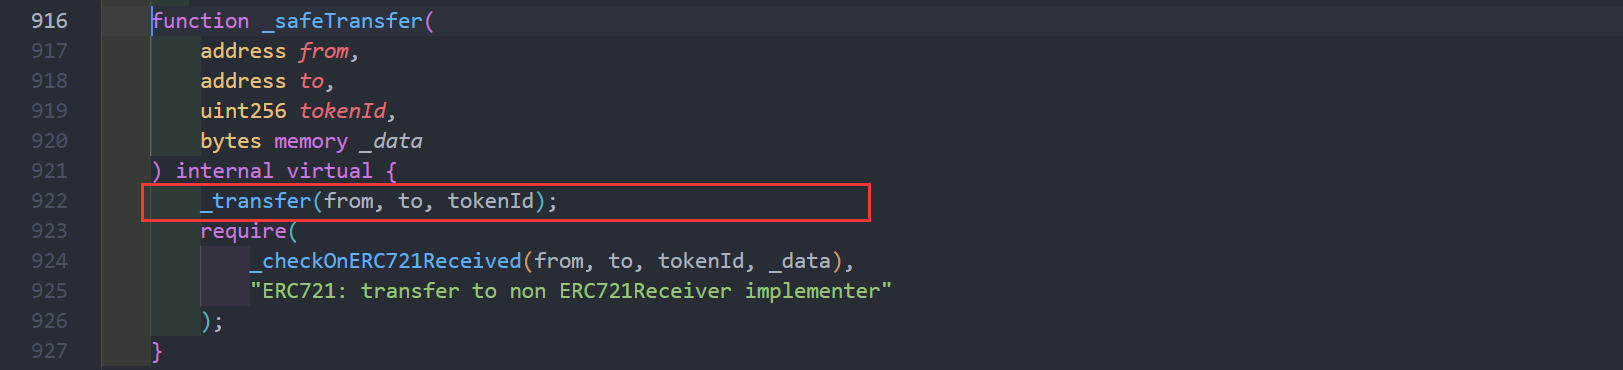 916 function _safeTransfer(
917 address from,
918 address to,
919 uint256 tokenId,
920 bytes memory _data
921 ) internal virtual {
922 _transfer(from, to, tokenId);
923 require(
924 _checkOnERC721Received(from, to, tokenId, _data),
925 "ERC721: transfer to non ERC721Receiver implementer"
926 );
927 }